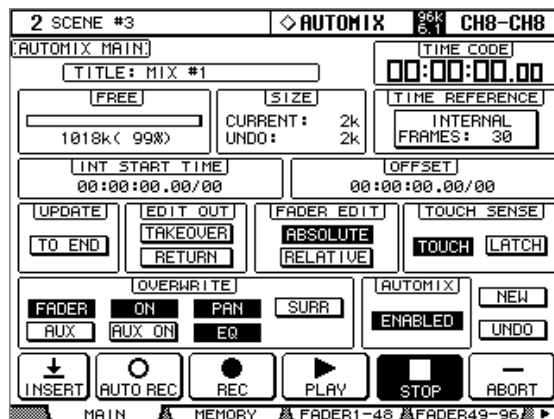 2 SCENE #3 ◇AUTOMIX 96k 6.1 CH8-CH8
AUTOMIX MAIN
TITLE: MIX #1
TIME CODE
00:00:00.00
FREE
1018k( 99%)
SIZE
CURRENT: 2k
UNDO: 2k
TIME REFERENCE
INTERNAL
FRAMES: 30
INT START TIME
00:00:00.00/00
OFFSET
00:00:00.00/00
UPDATE
TO END
EDIT OUT
TAKEOVER
RETURN
FADER EDIT
ABSOLUTE
RELATIVE
TOUCH SENSE
TOUCH LATCH
OVERWRITE
FADER ON PAN SURR
AUX AUX ON EQ
AUTOMIX
ENABLED
NEW
UNDO
INSERT AUTO REC REC PLAY STOP ABORT
MAIN MEMORY FADER1-48 FADER49-96